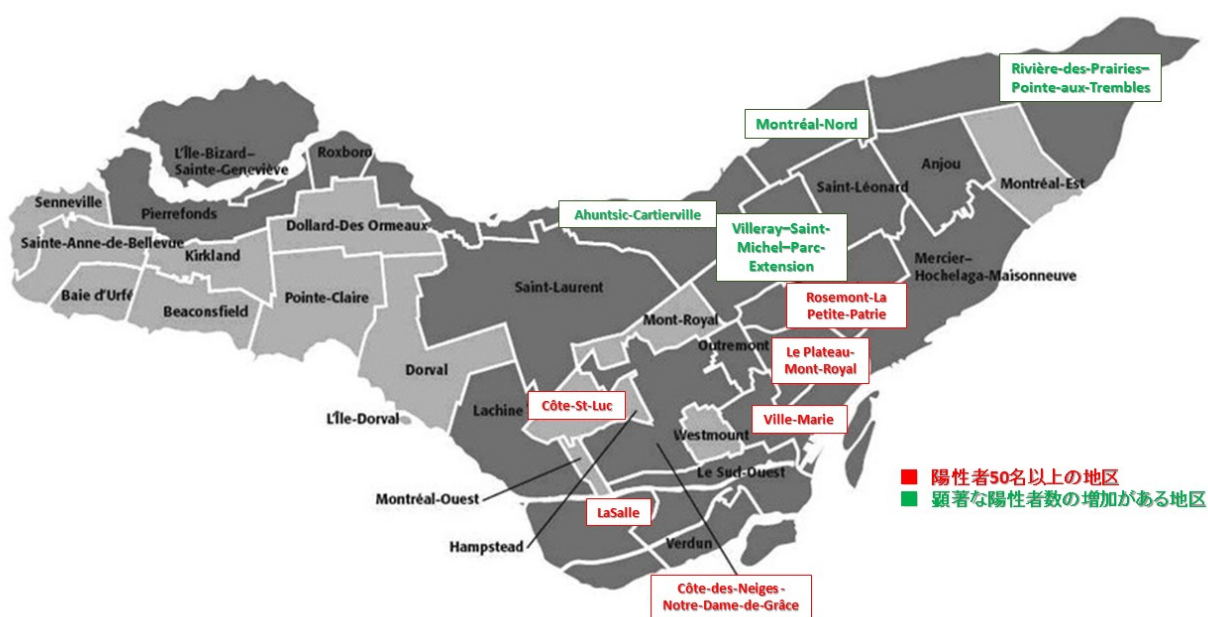 Rivière-des-Prairies–
Pointe-aux-Trembles
Montréal-Nord
L'Île-Bizard–
Sainte-Geneviève
Roxboro
Anjou
Saint-Léonard
Montréal-Est
Senneville
Pierrefonds
Ahuntsic-Cartierville
Dollard-Des Ormeaux
Villeray–Saint-
Michel–Parc-
Extension
Sainte-Anne-de-Bellevue
Kirkland
Mercier–
Hochelaga-Maisonneuve
Saint-Laurent
Baie d'Urfé
Pointe-Claire
Beaconsfield
Rosemont-La
Petite-Patrie
Mont-Royal
Outremont
Le Plateau-
Mont-Royal
Dorval
Lachine
Côte-St-Luc
L'Île-Dorval
Ville-Marie
Westmount
Le Sud-Ouest
Montréal-Ouest
LaSalle
Hampstead
Verdun
Côte-des-Neiges -
Notre-Dame-de-Grâce
陽性者50名以上の地区
顕著な陽性者数の増加がある地区